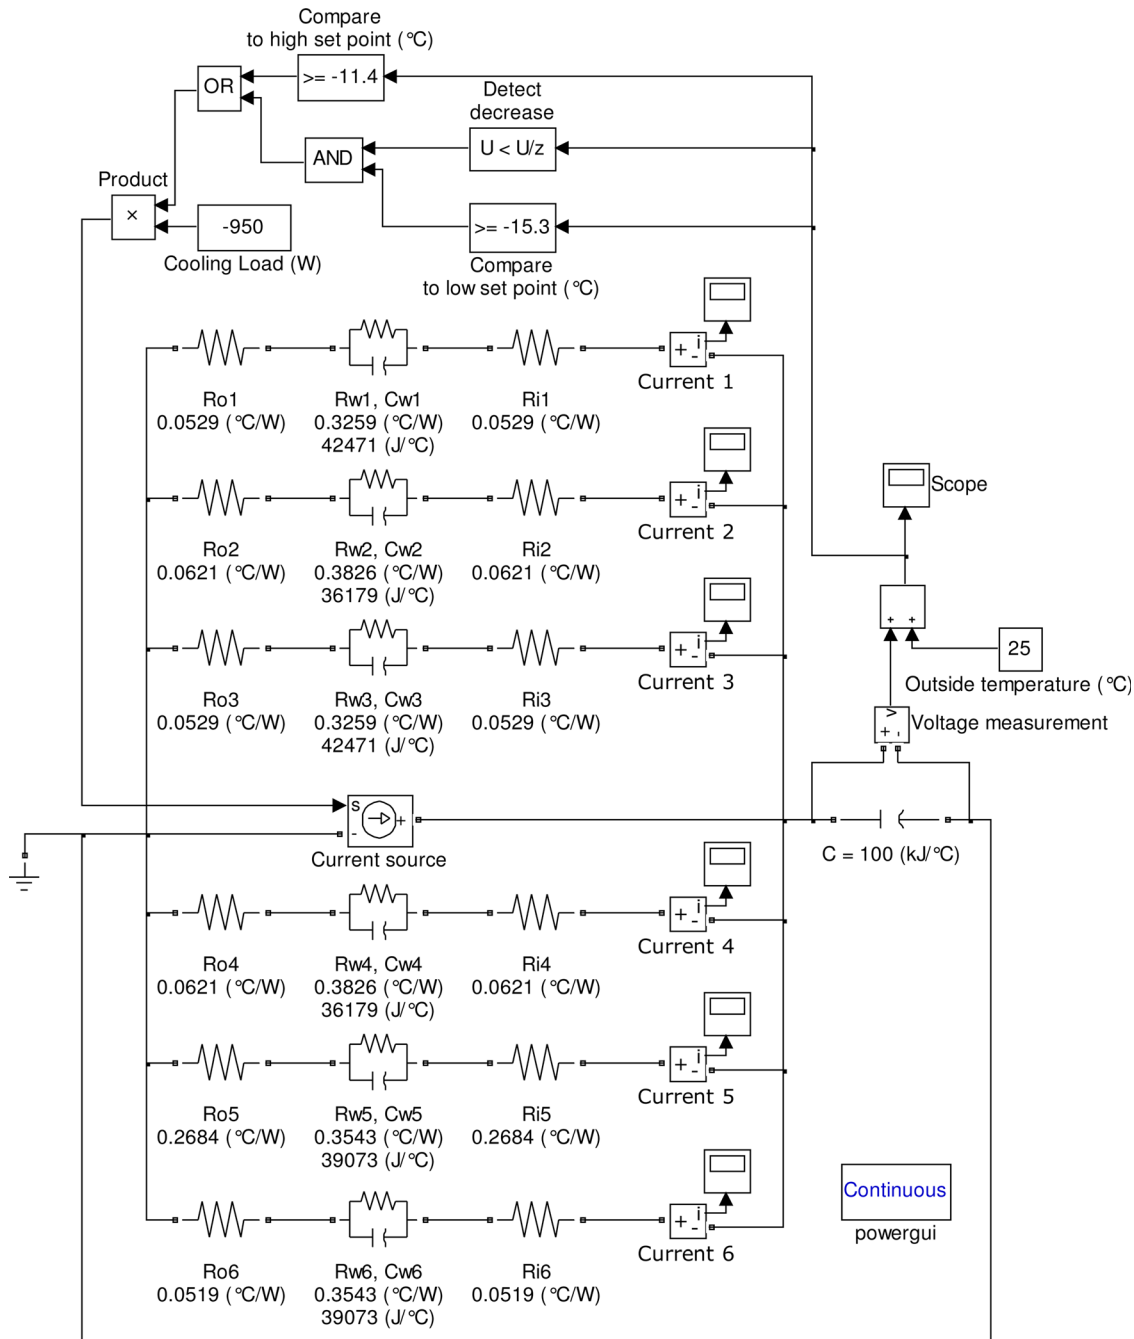 Compare
to high set point (°C)
OR
>= -11.4
Detect
decrease
U < U/z
AND
Product
×
-950
Cooling Load (W)
>= -15.3
Compare
to low set point (°C)
+ - i
Current 1
Ro1
0.0529 (°C/W)
Rw1, Cw1
0.3259 (°C/W)
42471 (J/°C)
Ri1
0.0529 (°C/W)
+ - i
Current 2
Ro2
0.0621 (°C/W)
Rw2, Cw2
0.3826 (°C/W)
36179 (J/°C)
Ri2
0.0621 (°C/W)
Scope
+ - i
Current 3
Ro3
0.0529 (°C/W)
Rw3, Cw3
0.3259 (°C/W)
42471 (J/°C)
Ri3
0.0529 (°C/W)
+ +
25
Outside temperature (°C)
v
+ -
Voltage measurement
s
- +
Current source
C = 100 (kJ/°C)
+ - i
Current 4
Ro4
0.0621 (°C/W)
Rw4, Cw4
0.3826 (°C/W)
36179 (J/°C)
Ri4
0.0621 (°C/W)
+ - i
Current 5
Ro5
0.2684 (°C/W)
Rw5, Cw5
0.3543 (°C/W)
39073 (J/°C)
Ri5
0.2684 (°C/W)
+ - i
Current 6
Ro6
0.0519 (°C/W)
Rw6, Cw6
0.3543 (°C/W)
39073 (J/°C)
Ri6
0.0519 (°C/W)
Continuous
powergui